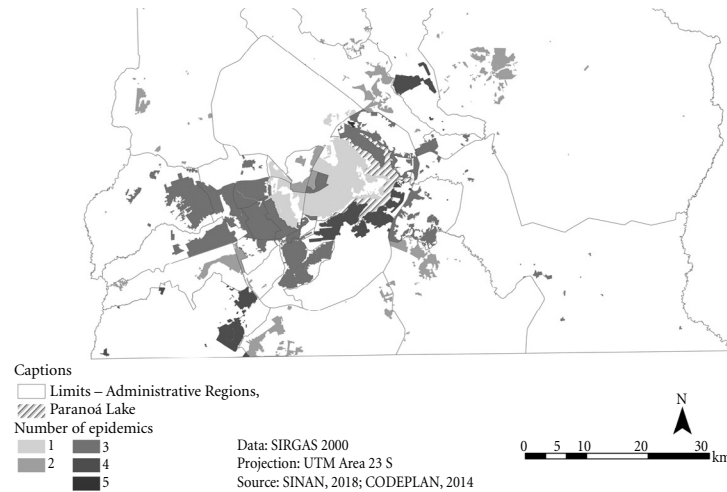 Captions
Limits – Administrative Regions,
Paranoá Lake
Number of epidemics
1 3
2 4
5
Data: SIRGAS 2000
Projection: UTM Area 23 S
Source: SINAN, 2018; CODEPLAN, 2014
N
0 5 10 20 30
km